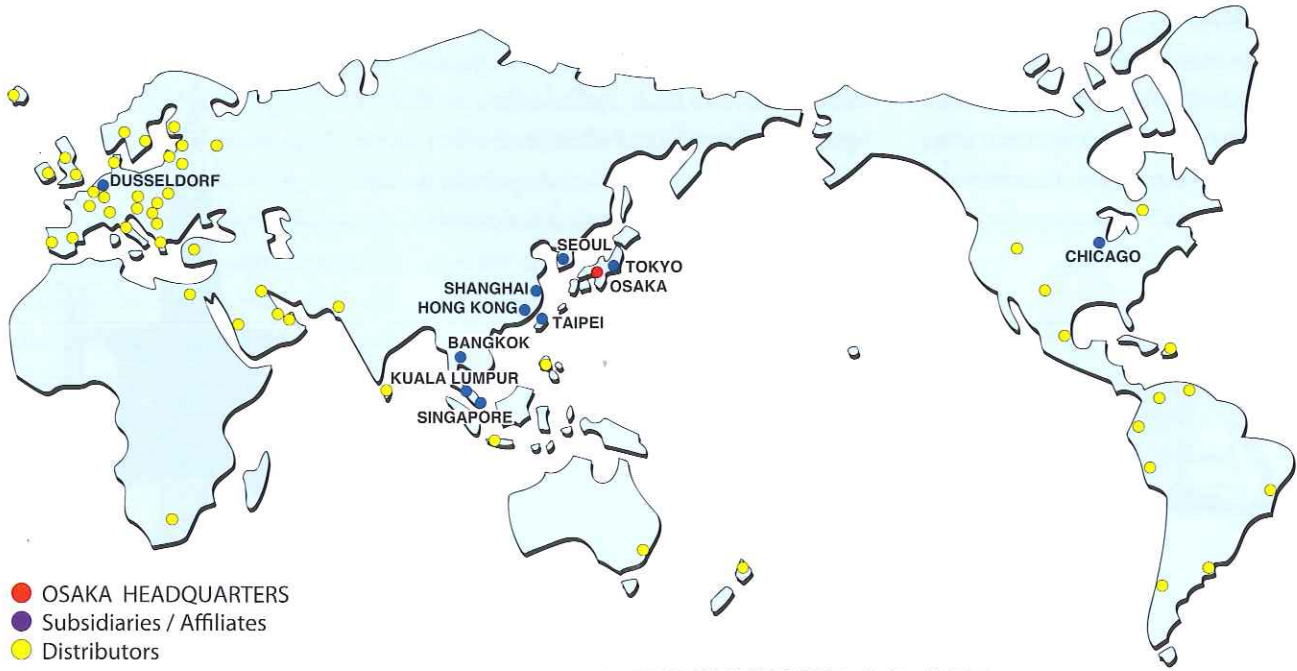 DUSSELDORF
SEOUL
TOKYO
OSAKA
SHANGHAI
HONG KONG
TAIPEI
BANGKOK
KUALA LUMPUR
SINGAPORE
CHICAGO
OSAKA HEADQUARTERS
Subsidiaries / Affiliates
Distributors